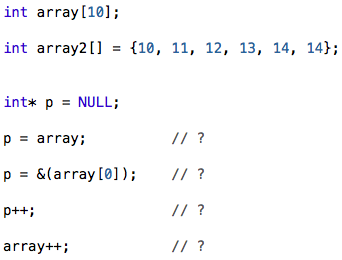 int array[10];
int array2[] = {10, 11, 12, 13, 14, 14};
int* p = NULL;
p = array;          // ?
p = &(array[0]);    // ?
p++;                // ?
array++;            // ?